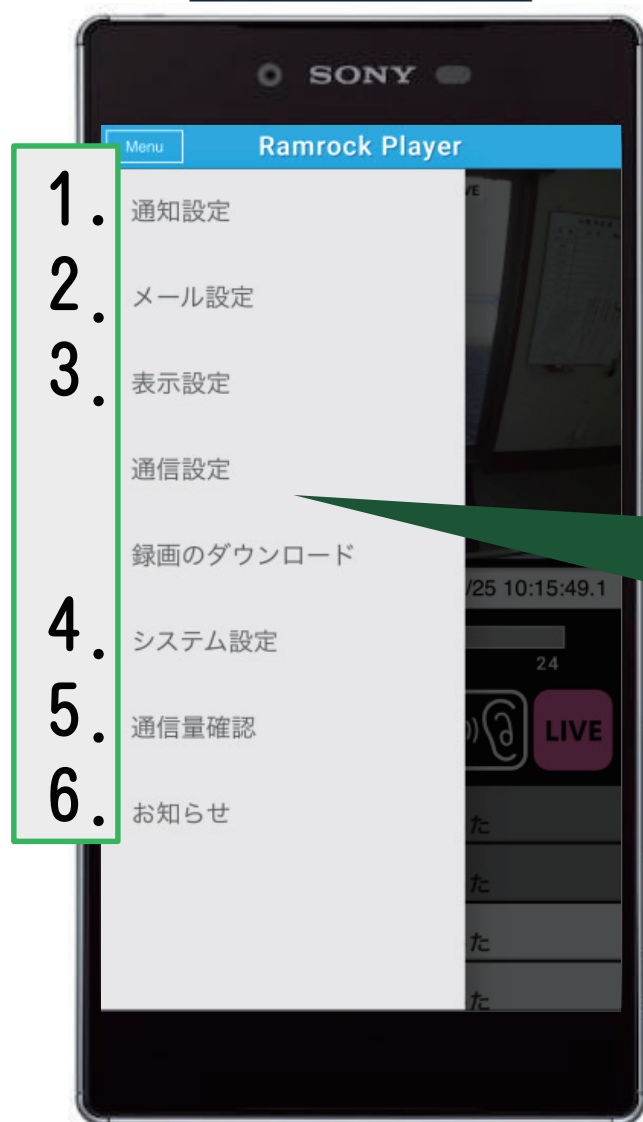 SONY
Menu Ramrock Player
1. 通知設定
2. メール設定
3. 表示設定
通信設定
録画のダウンロード
/25 10:15:49.1
4. システム設定
24
5. 通信量確認
LIVE
6. お知らせ
た
た
た
た